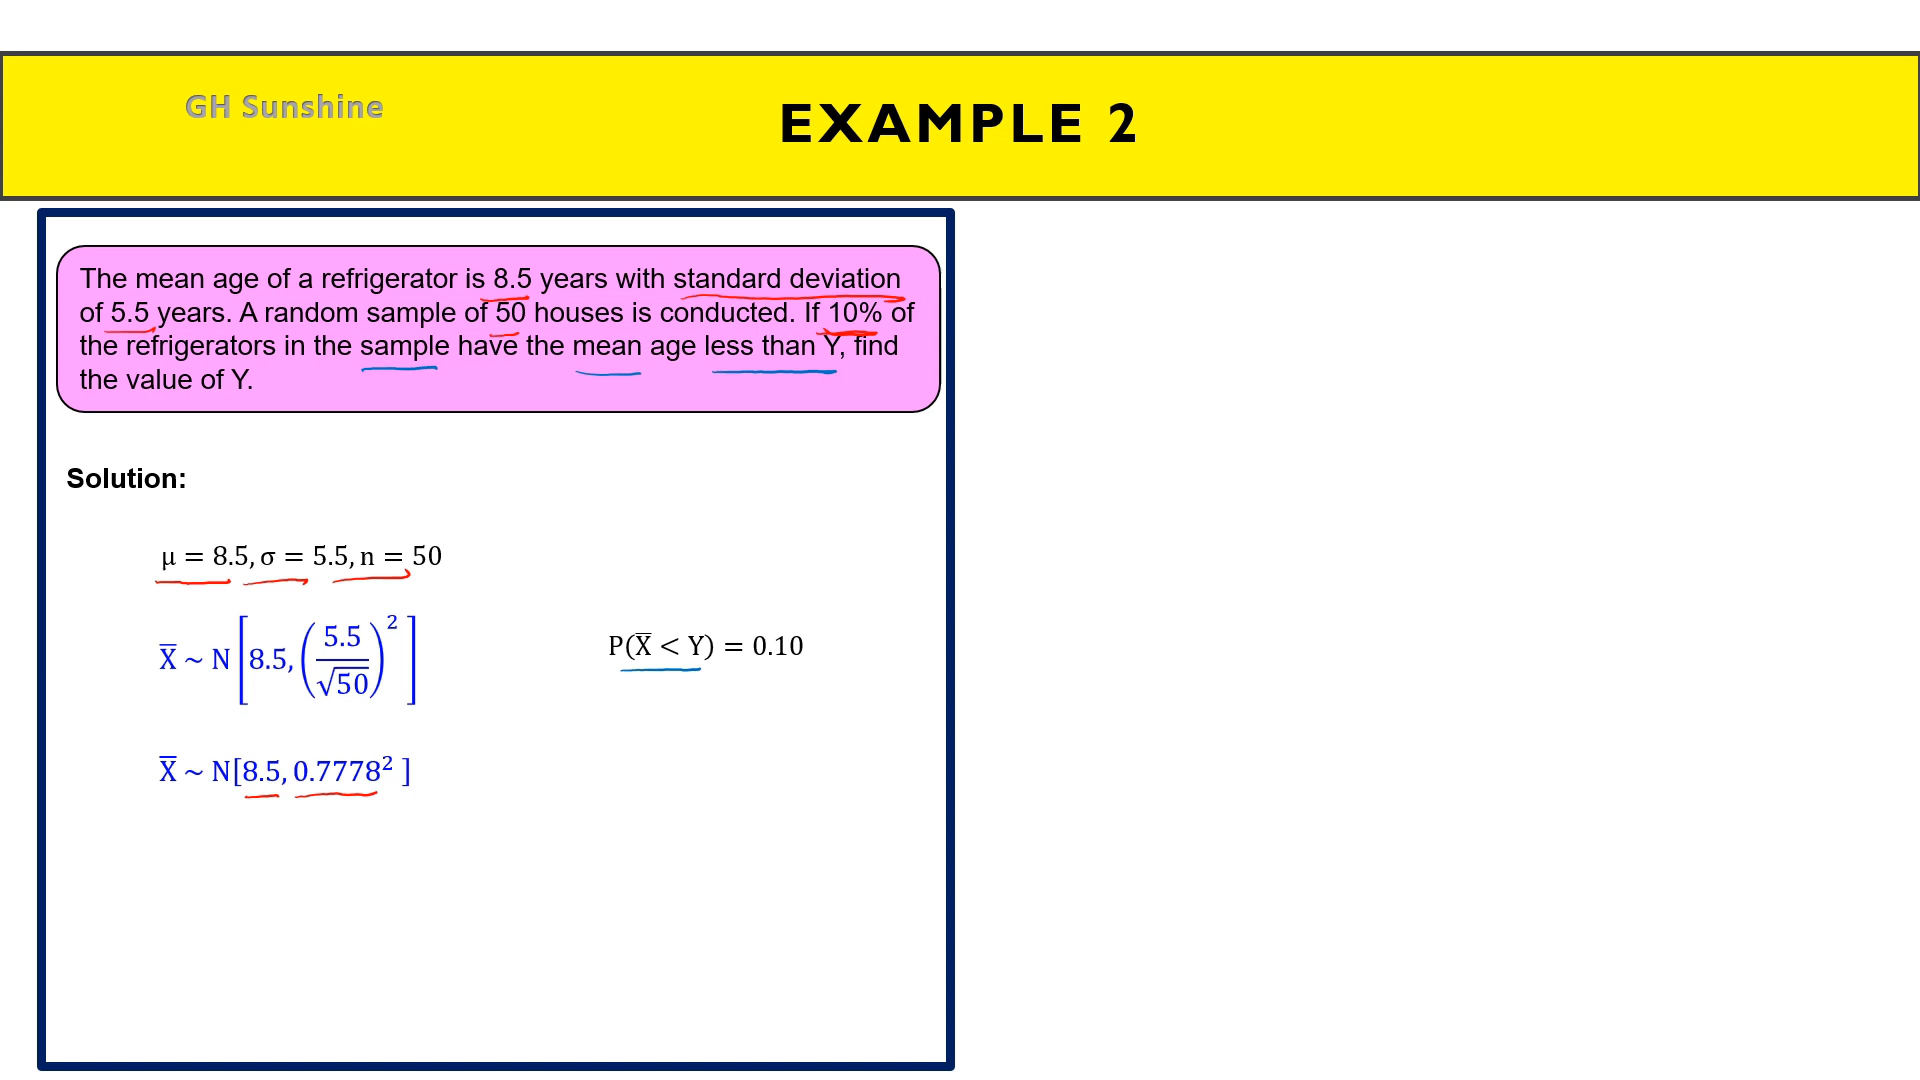 GH Sunshine
EXAMPLE 2
The mean age of a refrigerator is 8.5 years with standard deviation
of 5.5 years. A random sample of 50 houses is conducted. If 10% of
the refrigerators in the sample have the mean age less than Y, find
the value of Y.
Solution:
μ = 8.5, σ = 5.5, n = 50
X̅ ~ N [8.5, (5.5/√50)²]
P(X̅ < Y) = 0.10
X̅ ~ N[8.5, 0.7778² ]